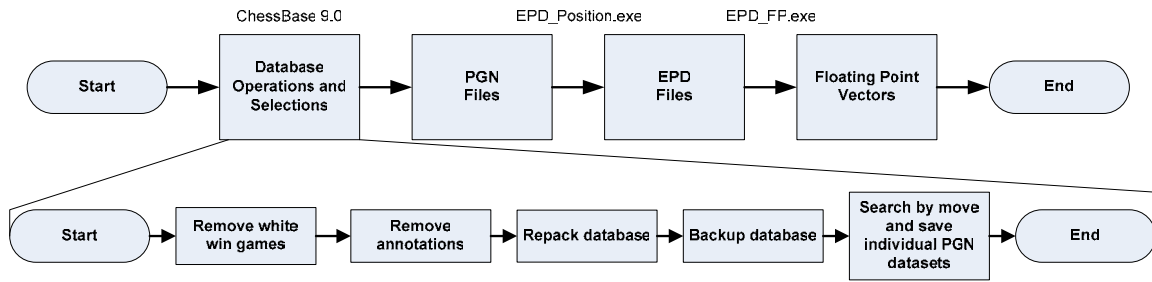 ChessBase 9.0
EPD_Position.exe
EPD_FP.exe
Start
Database
Operations and
Selections
PGN
Files
EPD
Files
Floating Point
Vectors
End
Start
Remove white
win games
Remove
annotations
Repack database
Backup database
Search by move
and save
individual PGN
datasets
End